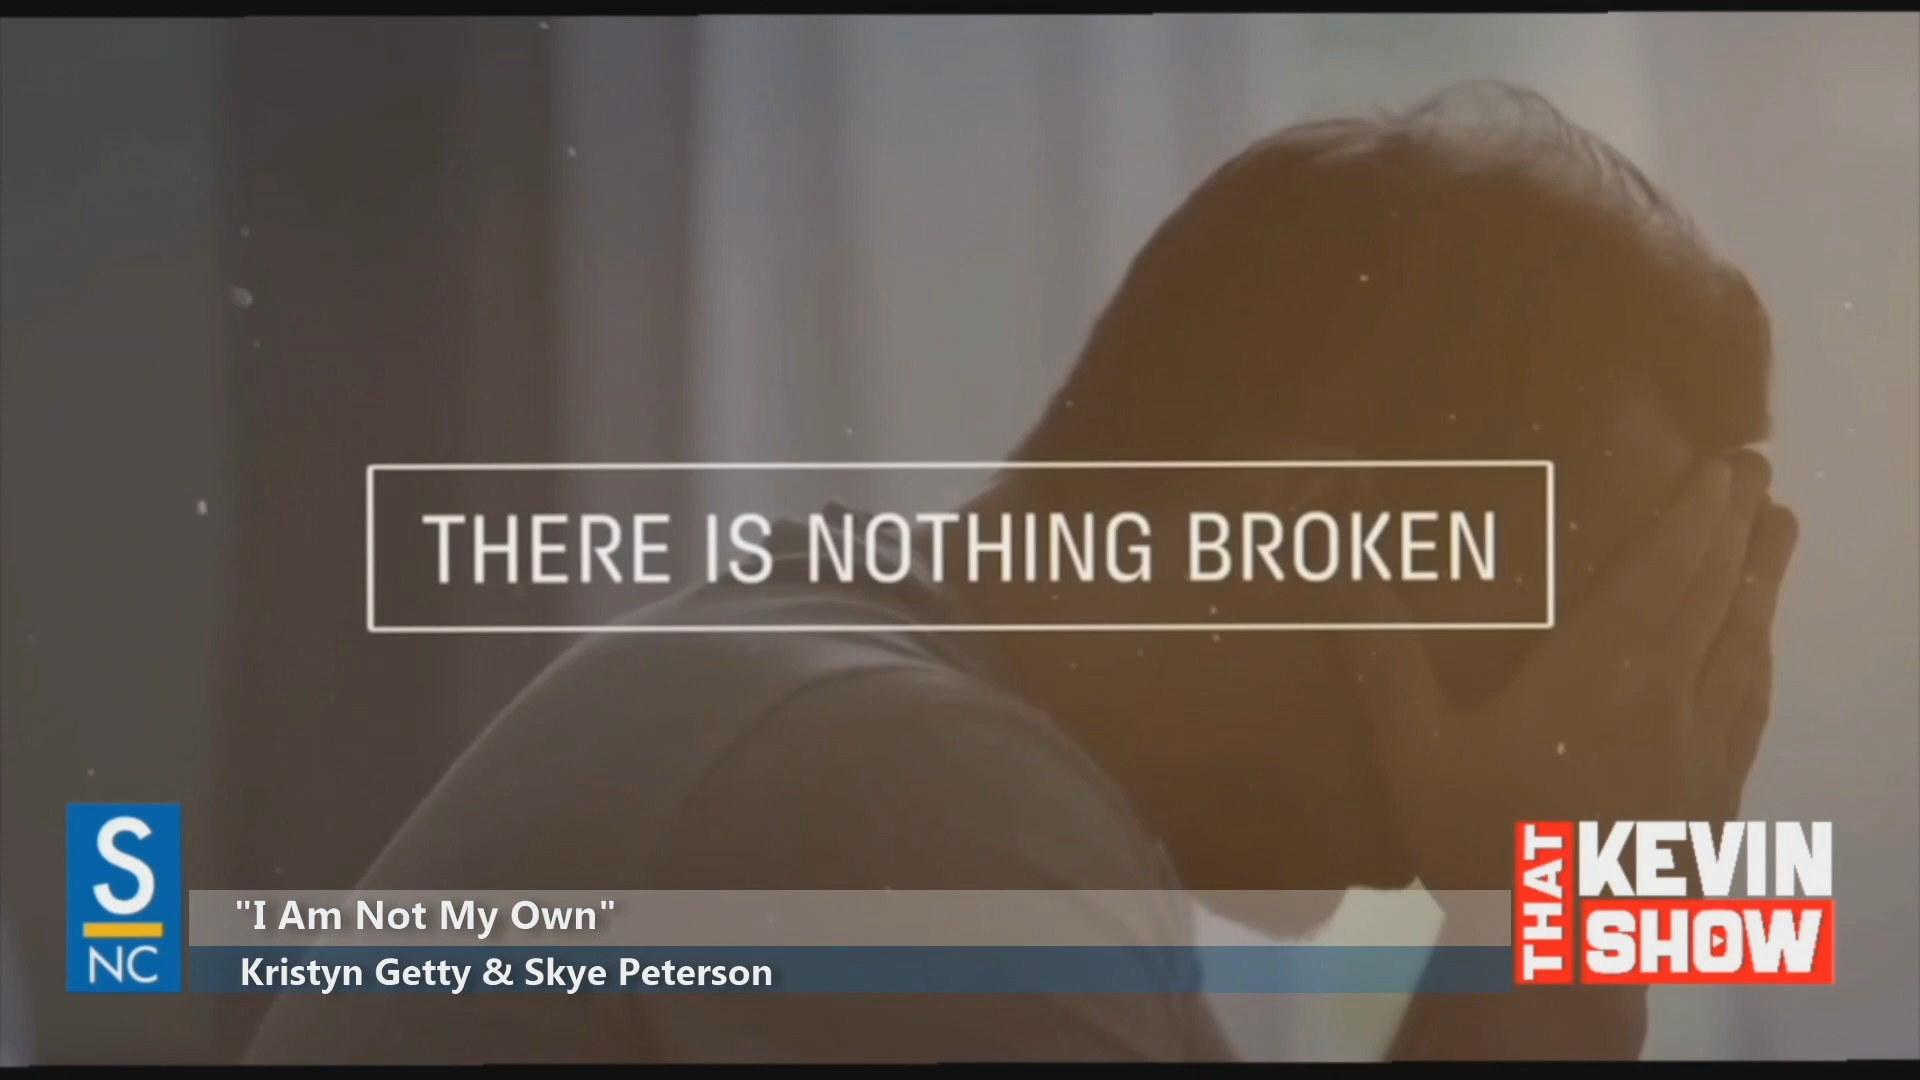 THERE IS NOTHING BROKEN
S
NC
"I Am Not My Own"
Kristyn Getty & Skye Peterson
THAT
KEVIN
SHOW